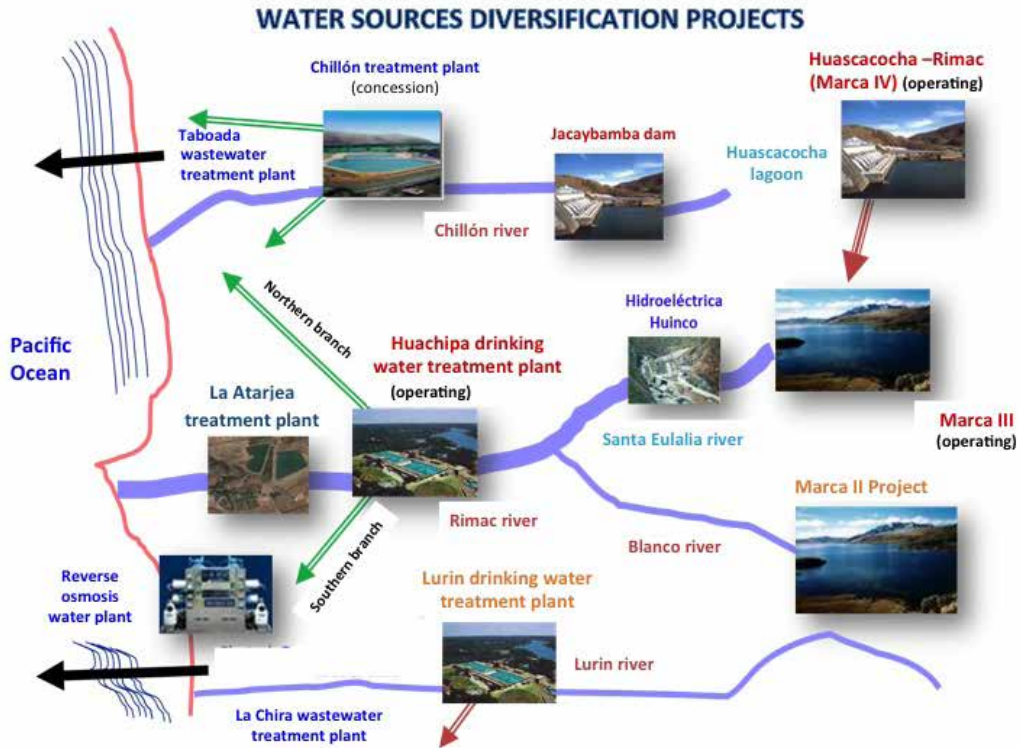 WATER SOURCES DIVERSIFICATION PROJECTS
Chillón treatment plant
(concession)
Huascacocha –Rimac
(Marca IV) (operating)
Taboada
wastewater
treatment plant
Jacaybamba dam
Huascacocha
lagoon
Chillón river
Northern branch
Hidroeléctrica
Huinco
Pacific
Ocean
Huachipa drinking
water treatment plant
(operating)
La Atarjea
treatment plant
Santa Eulalia river
Marca III
(operating)
Marca II Project
Rimac river
Blanco river
Southern branch
Reverse
osmosis
water plant
Lurin drinking water
treatment plant
Lurin river
La Chira wastewater
treatment plant